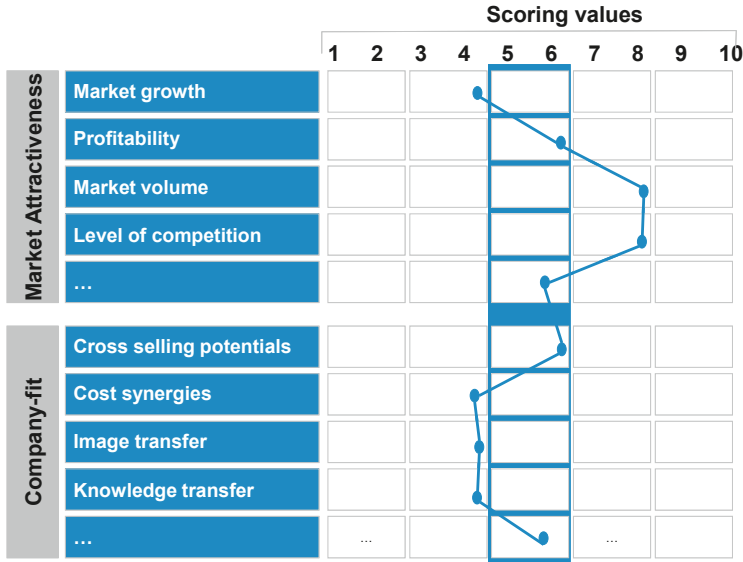 Scoring values
1 2 3 4 5 6 7 8 9 10
Market Attractiveness
Market growth
Profitability
Market volume
Level of competition
…
Company-fit
Cross selling potentials
Cost synergies
Image transfer
Knowledge transfer
… … …